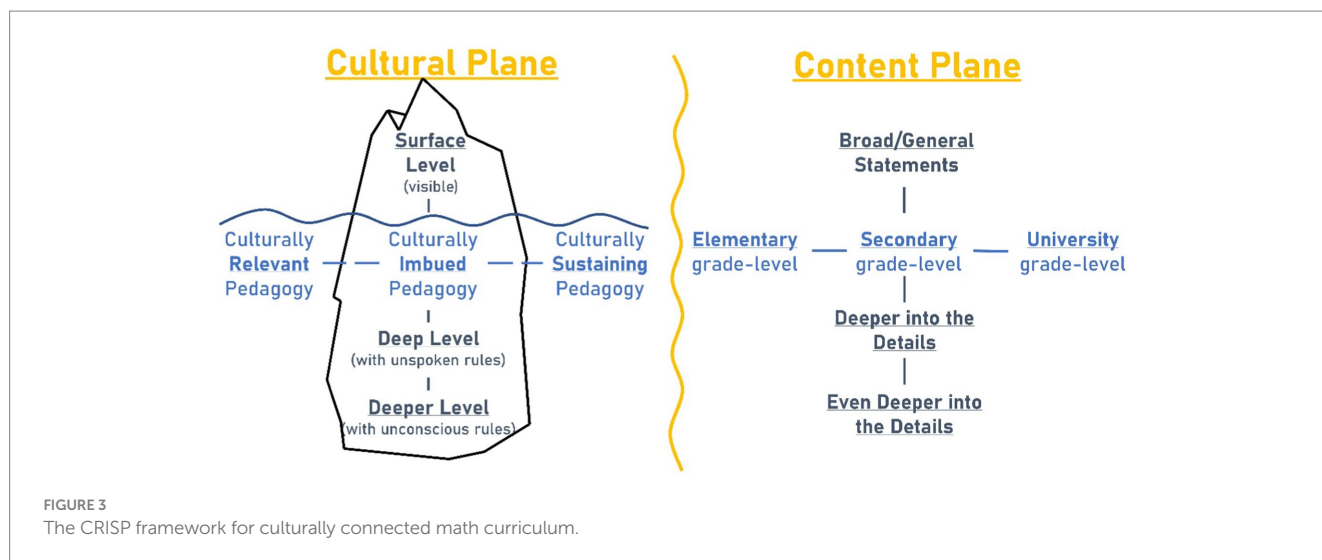 Cultural Plane
Surface
Level
(visible)
Culturally
Relevant
Pedagogy
Culturally
Imbued
Pedagogy
Culturally
Sustaining
Pedagogy
Deep Level
(with unspoken rules)
Deeper Level
(with unconscious rules)
Content Plane
Broad/General
Statements
Elementary
grade-level
Secondary
grade-level
University
grade-level
Deeper into the
Details
Even Deeper into
the Details
FIGURE 3
The CRISP framework for culturally connected math curriculum.